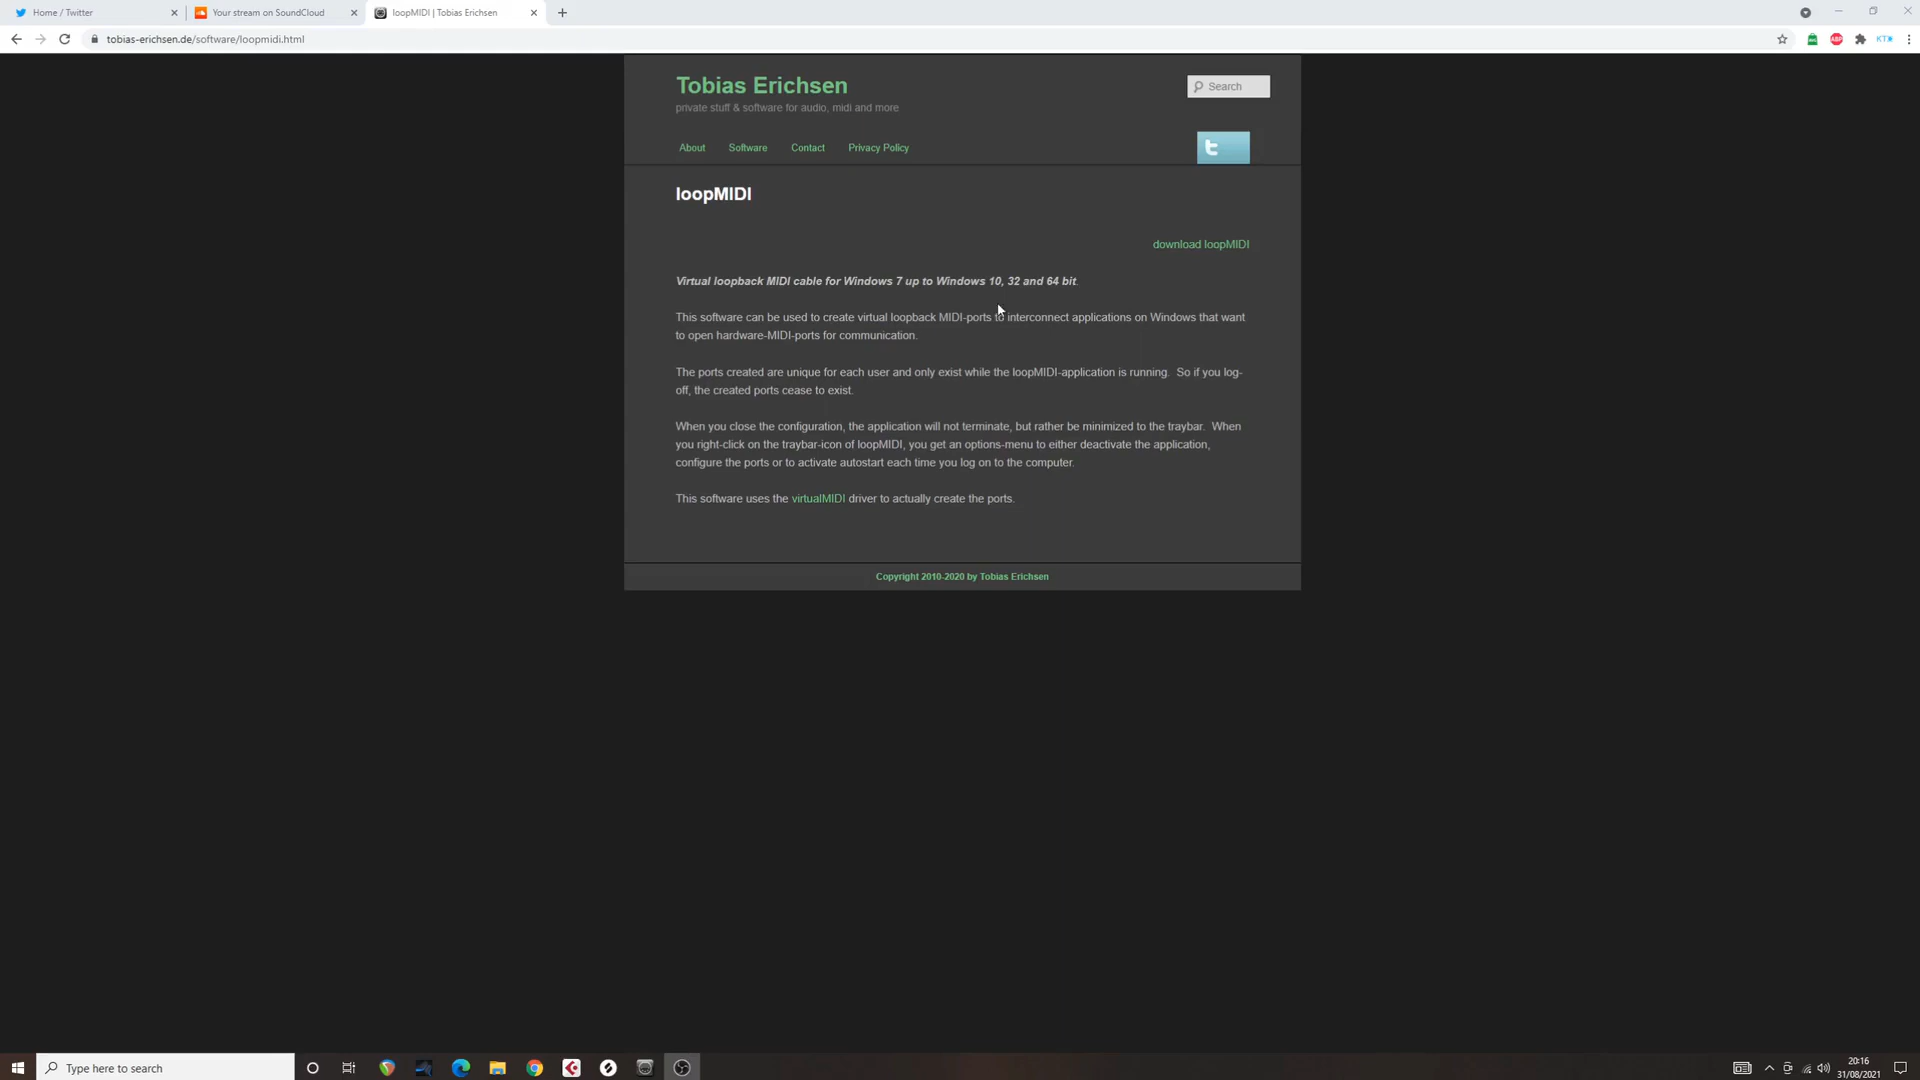 Home / Twitter
Your stream on SoundCloud
loopMIDI | Tobias Erichsen
tobias-erichsen.de/software/loopmidi.html
ABP
KT
Tobias Erichsen
Search
private stuff & software for audio, midi and more
About Software Contact Privacy Policy
loopMIDI
download loopMIDI
Virtual loopback MIDI cable for Windows 7 up to Windows 10, 32 and 64 bit.
This software can be used to create virtual loopback MIDI-ports to interconnect applications on Windows that want
to open hardware-MIDI-ports for communication.
The ports created are unique for each user and only exist while the loopMIDI-application is running.  So if you log-
off, the created ports cease to exist.
When you close the configuration, the application will not terminate, but rather be minimized to the traybar.  When
you right-click on the traybar-icon of loopMIDI, you get an options-menu to either deactivate the application,
configure the ports or to activate autostart each time you log on to the computer.
This software uses the virtualMIDI driver to actually create the ports.
Copyright 2010-2020 by Tobias Erichsen
Type here to search
20:16
31/08/2021